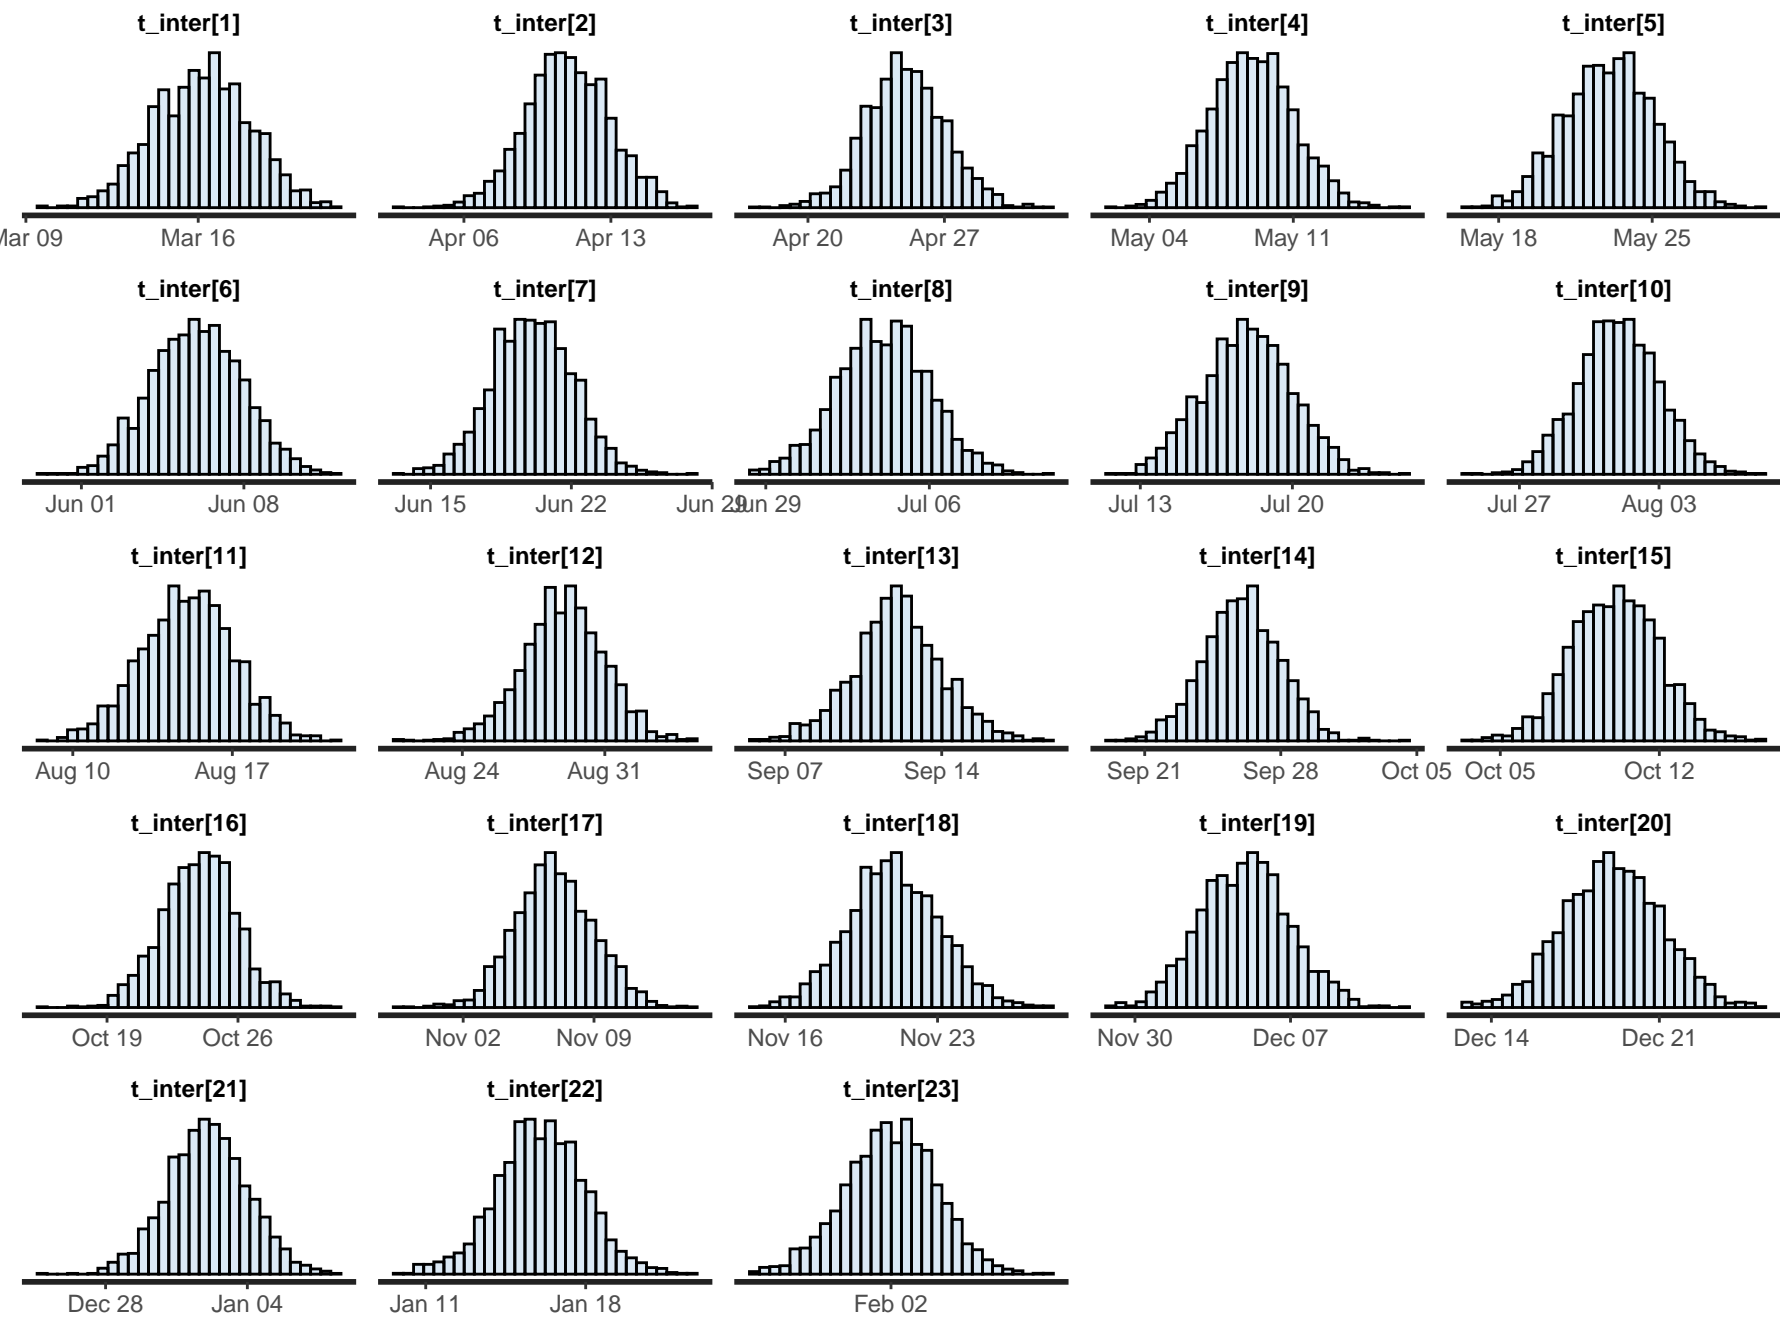 t_inter[1] t_inter[2] t_inter[3] t_inter[4] t_inter[5]
Mar 09 Mar 16 Apr 06 Apr 13 Apr 20 Apr 27 May 04 May 11 May 18 May 25
t_inter[6] t_inter[7] t_inter[8] t_inter[9] t_inter[10]
Jun 01 Jun 08 Jun 15 Jun 22 Jun 29 Jun 29 Jul 06 Jul 13 Jul 20 Jul 27 Aug 03
t_inter[11] t_inter[12] t_inter[13] t_inter[14] t_inter[15]
Aug 10 Aug 17 Aug 24 Aug 31 Sep 07 Sep 14 Sep 21 Sep 28 Oct 05 Oct 05 Oct 12
t_inter[16] t_inter[17] t_inter[18] t_inter[19] t_inter[20]
Oct 19 Oct 26 Nov 02 Nov 09 Nov 16 Nov 23 Nov 30 Dec 07 Dec 14 Dec 21
t_inter[21] t_inter[22] t_inter[23]
Dec 28 Jan 04 Jan 11 Jan 18 Feb 02